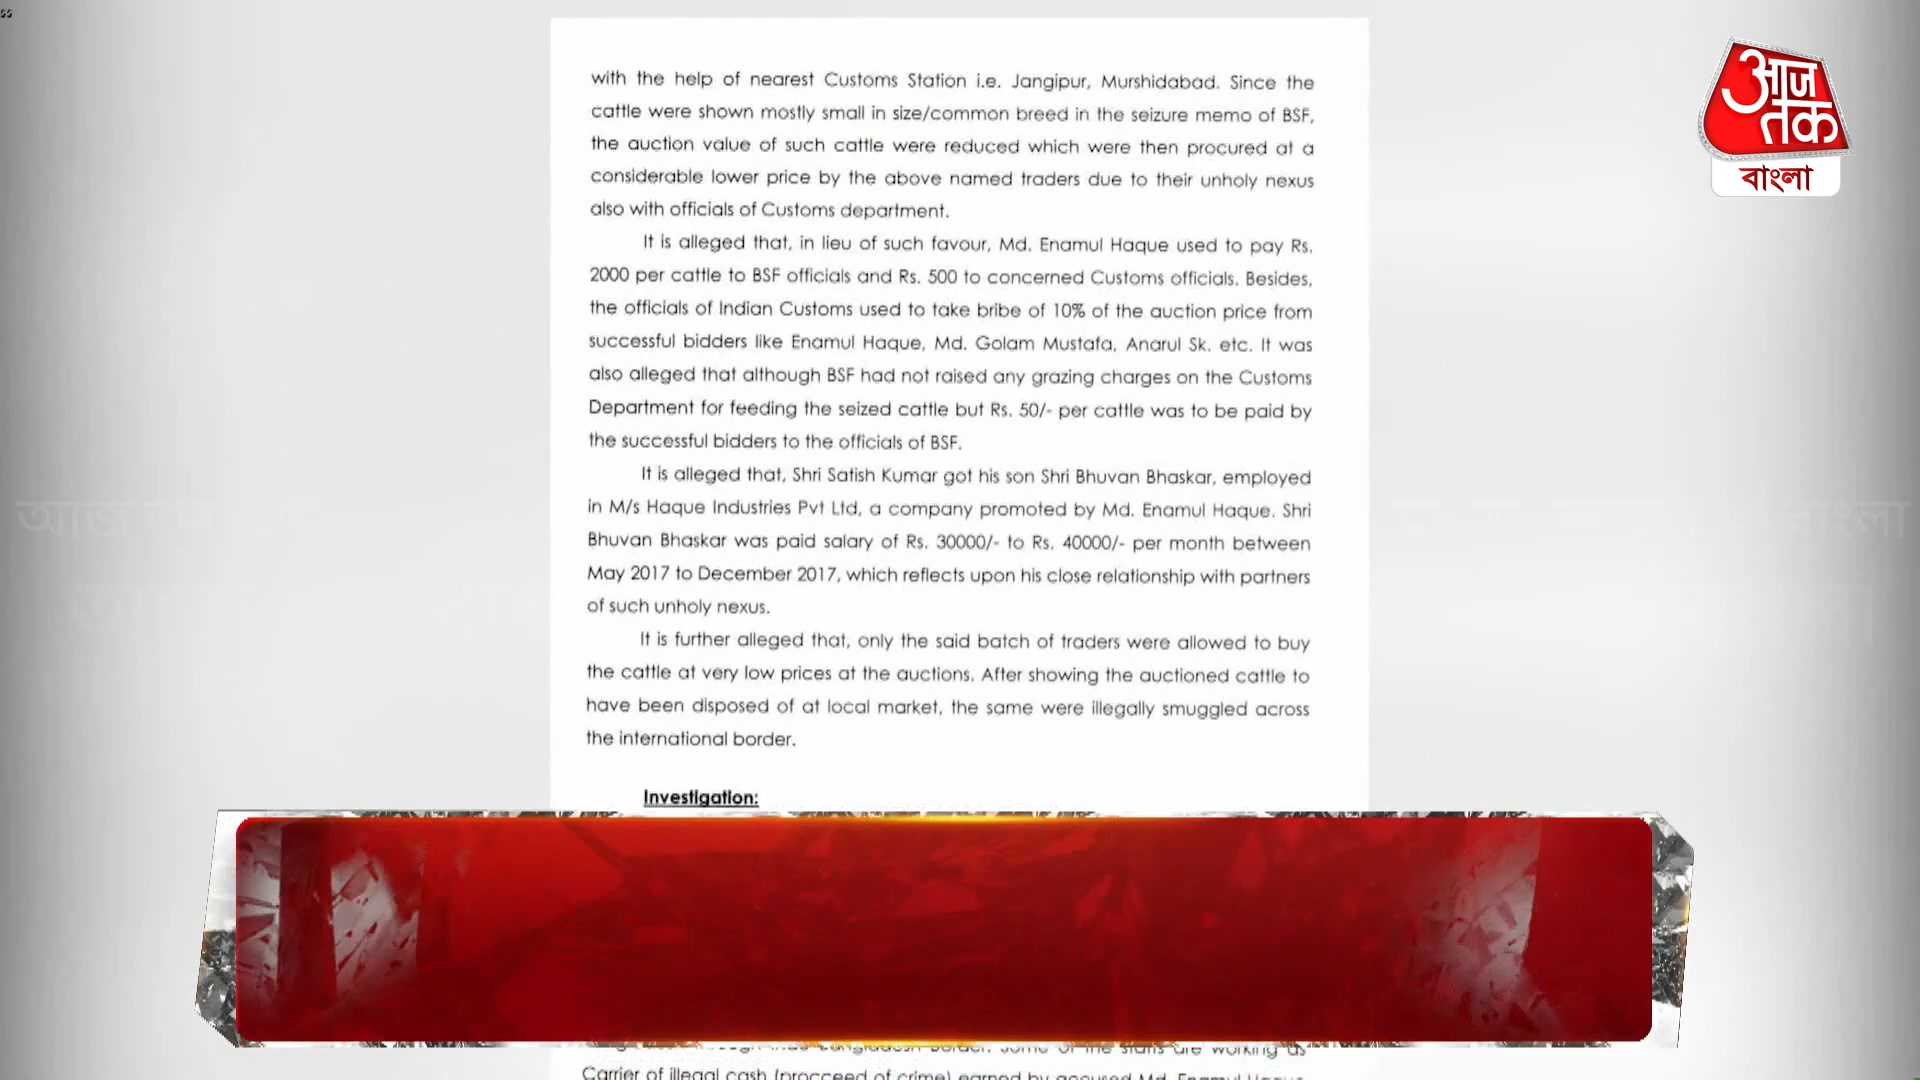 আজ তক
বাংলা
with the help of nearest Customs Station i.e. Jangipur, Murshidabad. Since the
cattle were shown mostly small in size/common breed in the seizure memo of BSF,
the auction value of such cattle were reduced which were then procured at a
considerable lower price by the above named traders due to their unholy nexus
also with officials of Customs department.
It is alleged that, in lieu of such favour, Md. Enamul Haque used to pay Rs.
2000 per cattle to BSF officials and Rs. 500 to concerned Customs officials. Besides,
the officials of Indian Customs used to take bribe of 10% of the auction price from
successful bidders like Enamul Haque, Md. Golam Mustafa, Anarul Sk. etc. It was
also alleged that although BSF had not raised any grazing charges on the Customs
Department for feeding the seized cattle but Rs. 50/- per cattle was to be paid by
the successful bidders to the officials of BSF.
It is alleged that, Shri Satish Kumar got his son Shri Bhuvan Bhaskar, employed
in M/s Haque Industries Pvt Ltd, a company promoted by Md. Enamul Haque. Shri
Bhuvan Bhaskar was paid salary of Rs. 30000/- to Rs. 40000/- per month between
May 2017 to December 2017, which reflects upon his close relationship with partners
of such unholy nexus.
It is further alleged that, only the said batch of traders were allowed to buy
the cattle at very low prices at the auctions. After showing the auctioned cattle to
have been disposed of at local market, the same were illegally smuggled across
the international border.
Investigation:
Carrier of illegal cash (procceed of crime) earned by accused Md. Enamul Haque.